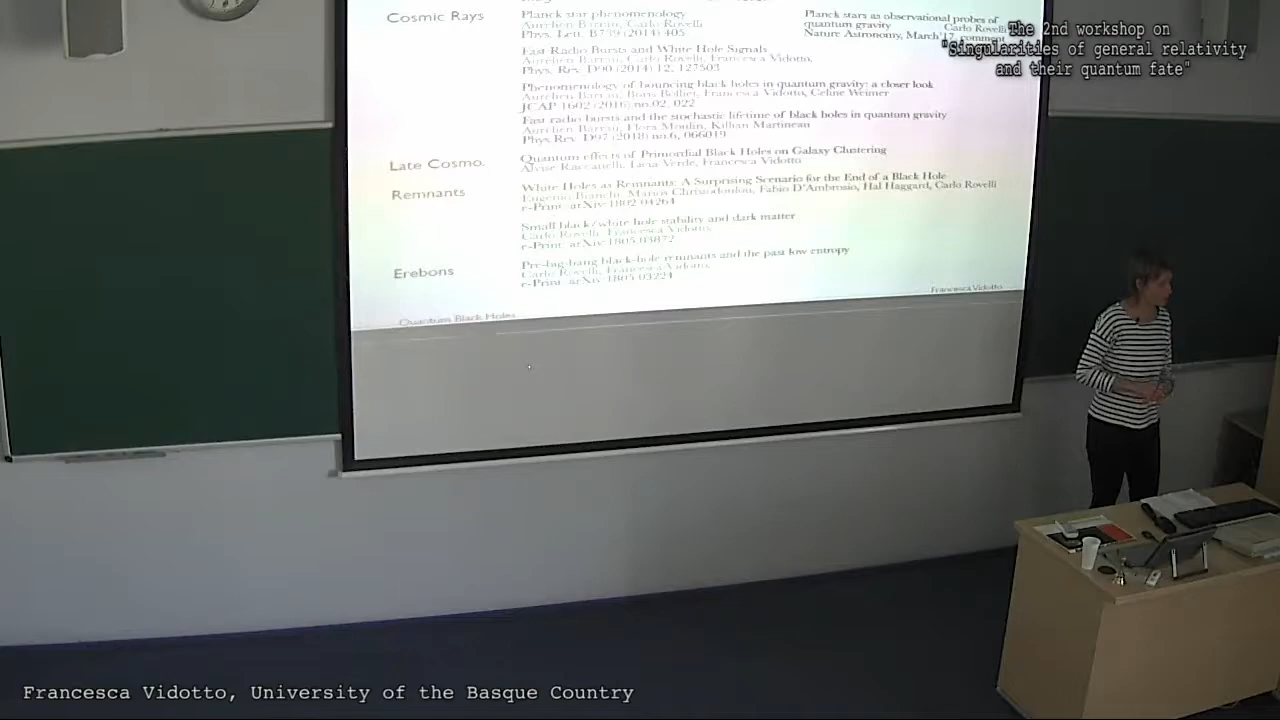 Cosmic Rays
Planck star phenomenology
Aurelien Barrau, Carlo Rovelli
Phys. Lett. B739 (2014) 405
Planck stars as observational probes of
quantum gravity
Carlo Rovelli
Nature Astronomy, March'17, comment
Fast Radio Bursts and White Hole Signals
Aurelien Barrau, Carlo Rovelli, Francesca Vidotto,
Phys. Rev. D90 (2014) 12, 127503
Phenomenology of bouncing black holes in quantum gravity: a closer look
Aurelien Barrau, Boris Bolliet, Francesca Vidotto, Celine Weimer
JCAP 1602 (2016) no.02, 022
Fast radio bursts and the stochastic lifetime of black holes in quantum gravity
Aurelien Barrau, Flora Moulin, Killian Martineau
Phys.Rev. D97 (2018) no.6, 066019
Late Cosmo.
Quantum effects of Primordial Black Holes on Galaxy Clustering
Alvise Raccanelli, Licia Verde, Francesca Vidotto
Remnants
White Holes as Remnants: A Surprising Scenario for the End of a Black Hole
Eugenio Bianchi, Marios Christodoulou, Fabio D'Ambrosio, Hal Haggard, Carlo Rovelli
e-Print: arXiv:1802.04264
Small black/white hole stability and dark matter
Carlo Rovelli, Francesca Vidotto,
e-Print: arXiv:1805.03872
Erebons
Pre-big-bang black-hole remnants and the past low entropy
Carlo Rovelli, Francesca Vidotto,
e-Print: arXiv:1805.03224
Quantum Black Holes
Francesca Vidotto
The 2nd workshop on
"Singularities of general relativity
and their quantum fate"
Francesca Vidotto, University of the Basque Country